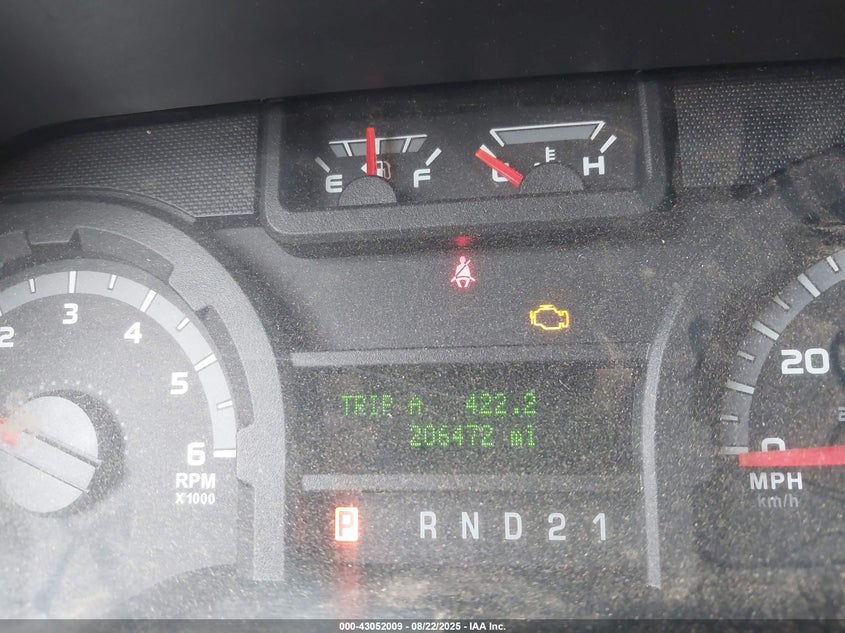 E F
C H
2 3 4 5 6
RPM
X1000
TRIP A 422.2
206472 mi
P R N D 2 1
20
0
MPH
km/h
000-43052009 - 08/22/2025 - IAA Inc.